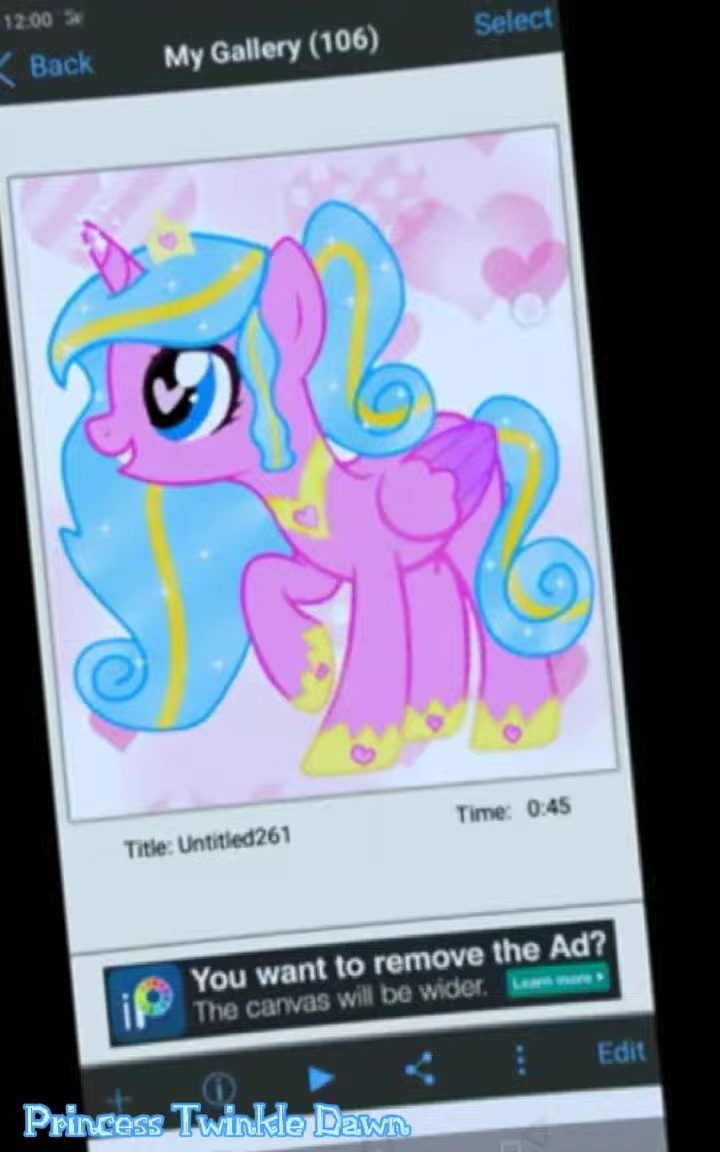 12:00
Back
My Gallery (106)
Select
Title: Untitled261
Time: 0:45
iP
You want to remove the Ad?
The canvas will be wider.
Learn more
Edit
Princess Twinkle Dawn